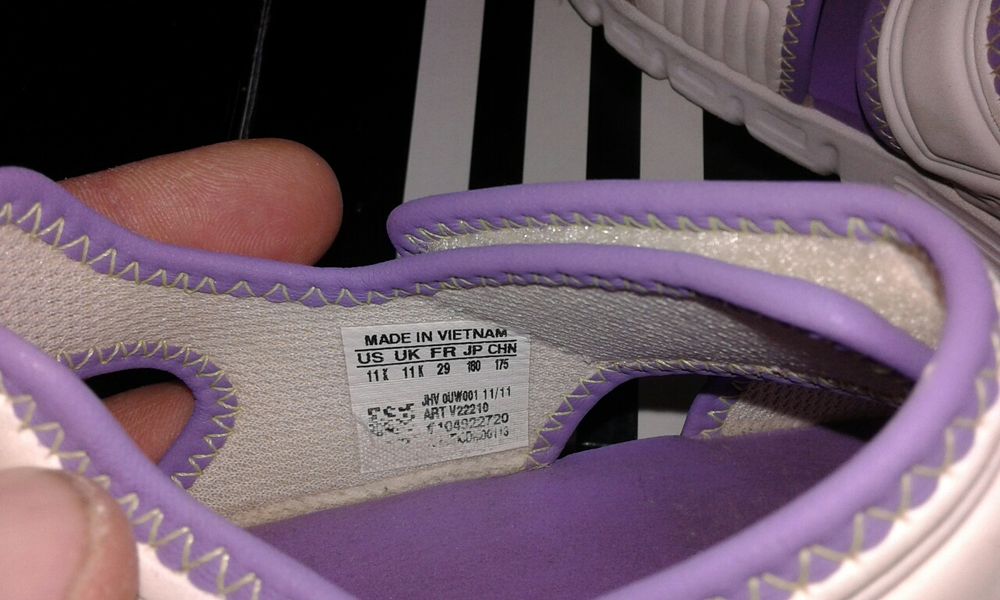 MADE IN VIETNAM
US UK FR JP CHN
11K 11K 29 180 175
JHV 0UW001 11/11
ART V22210